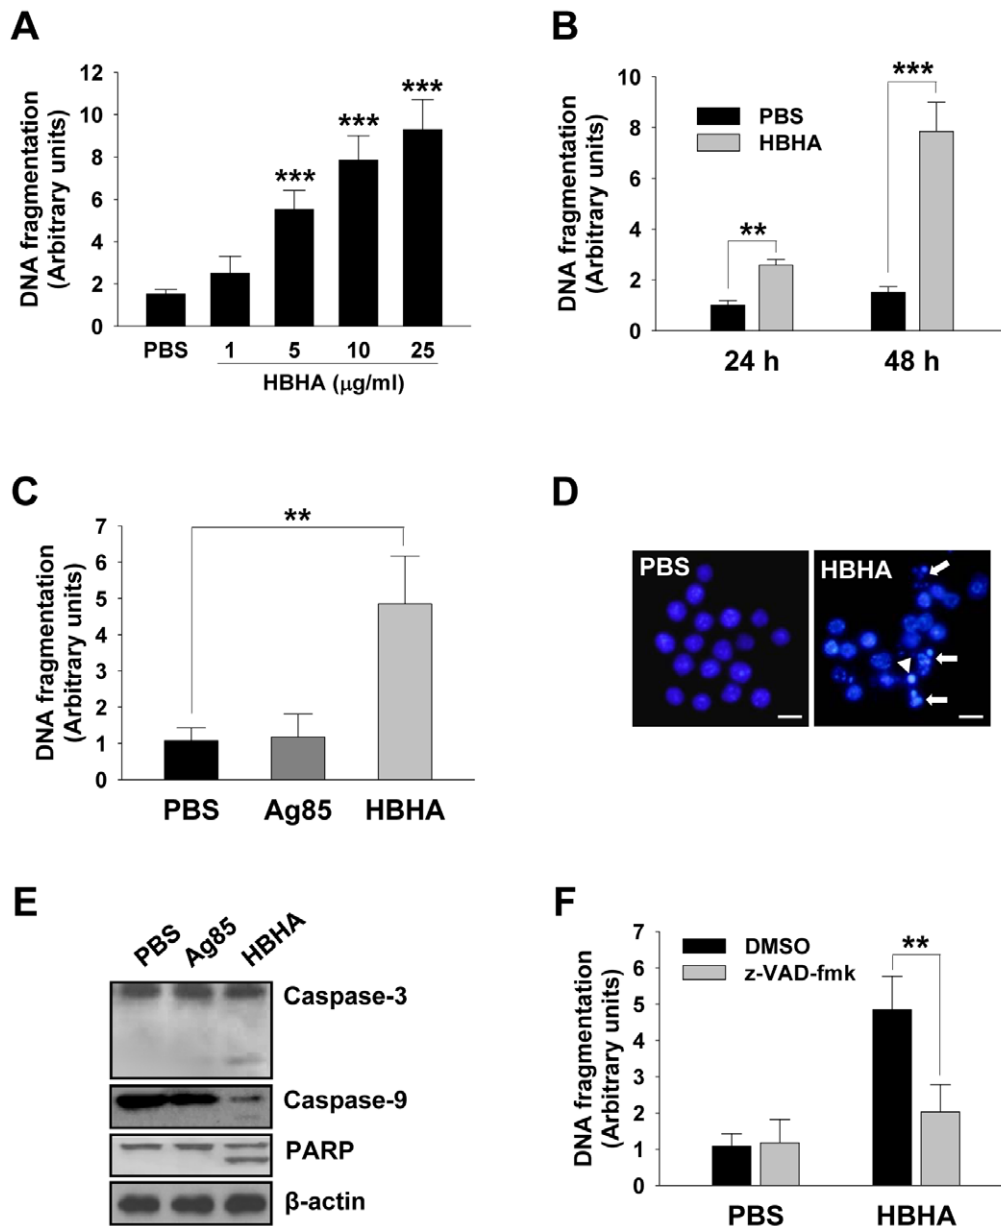 A
DNA fragmentation
(Arbitrary units)
12
10
8
6
4
2
0
***
***
***
PBS
1
5
10
25
HBHA (μg/ml)
B
DNA fragmentation
(Arbitrary units)
10
8
6
4
2
0
PBS
HBHA
**
***
24 h
48 h
C
DNA fragmentation
(Arbitrary units)
7
6
5
4
3
2
1
0
**
PBS
Ag85
HBHA
D
PBS
HBHA
E
PBS
Ag85
HBHA
Caspase-3
Caspase-9
PARP
β-actin
F
DNA fragmentation
(Arbitrary units)
7
6
5
4
3
2
1
0
DMSO
z-VAD-fmk
**
PBS
HBHA